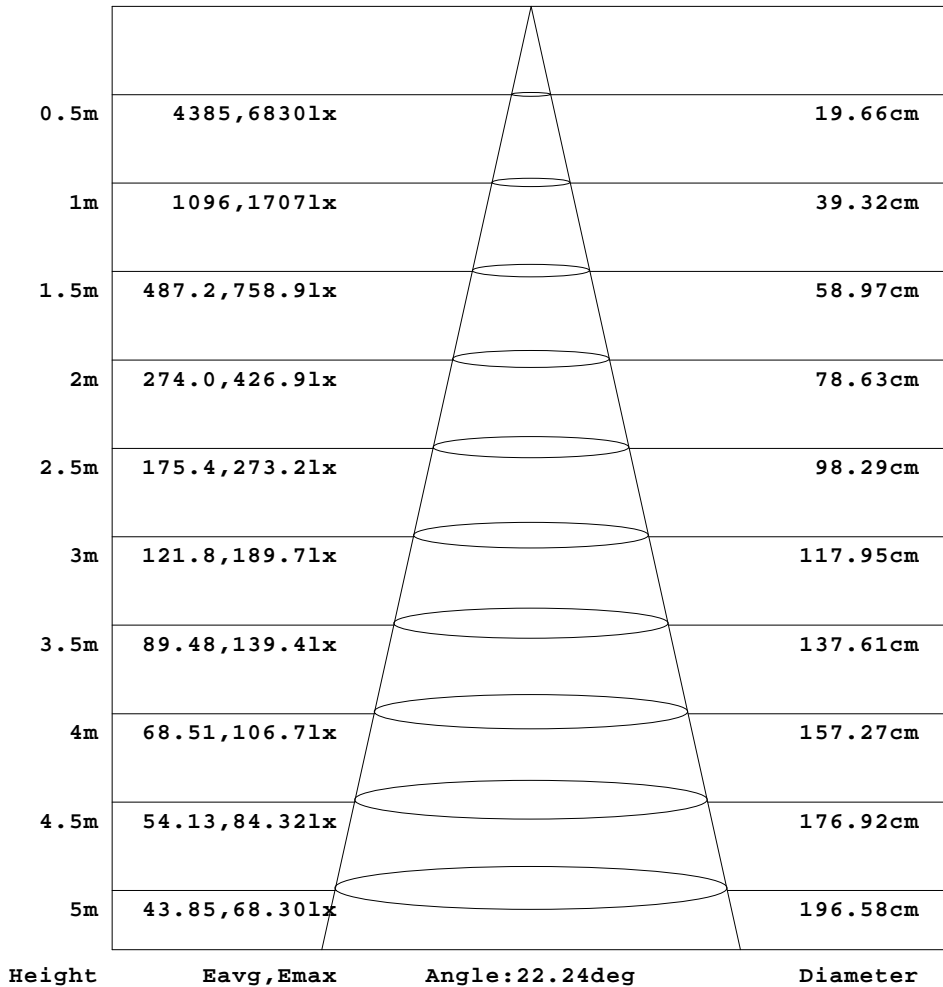 0.5m 4385,6830lx 19.66cm
1m 1096,1707lx 39.32cm
1.5m 487.2,758.9lx 58.97cm
2m 274.0,426.9lx 78.63cm
2.5m 175.4,273.2lx 98.29cm
3m 121.8,189.7lx 117.95cm
3.5m 89.48,139.4lx 137.61cm
4m 68.51,106.7lx 157.27cm
4.5m 54.13,84.32lx 176.92cm
5m 43.85,68.30lx 196.58cm
Height Eavg,Emax Angle:22.24deg Diameter